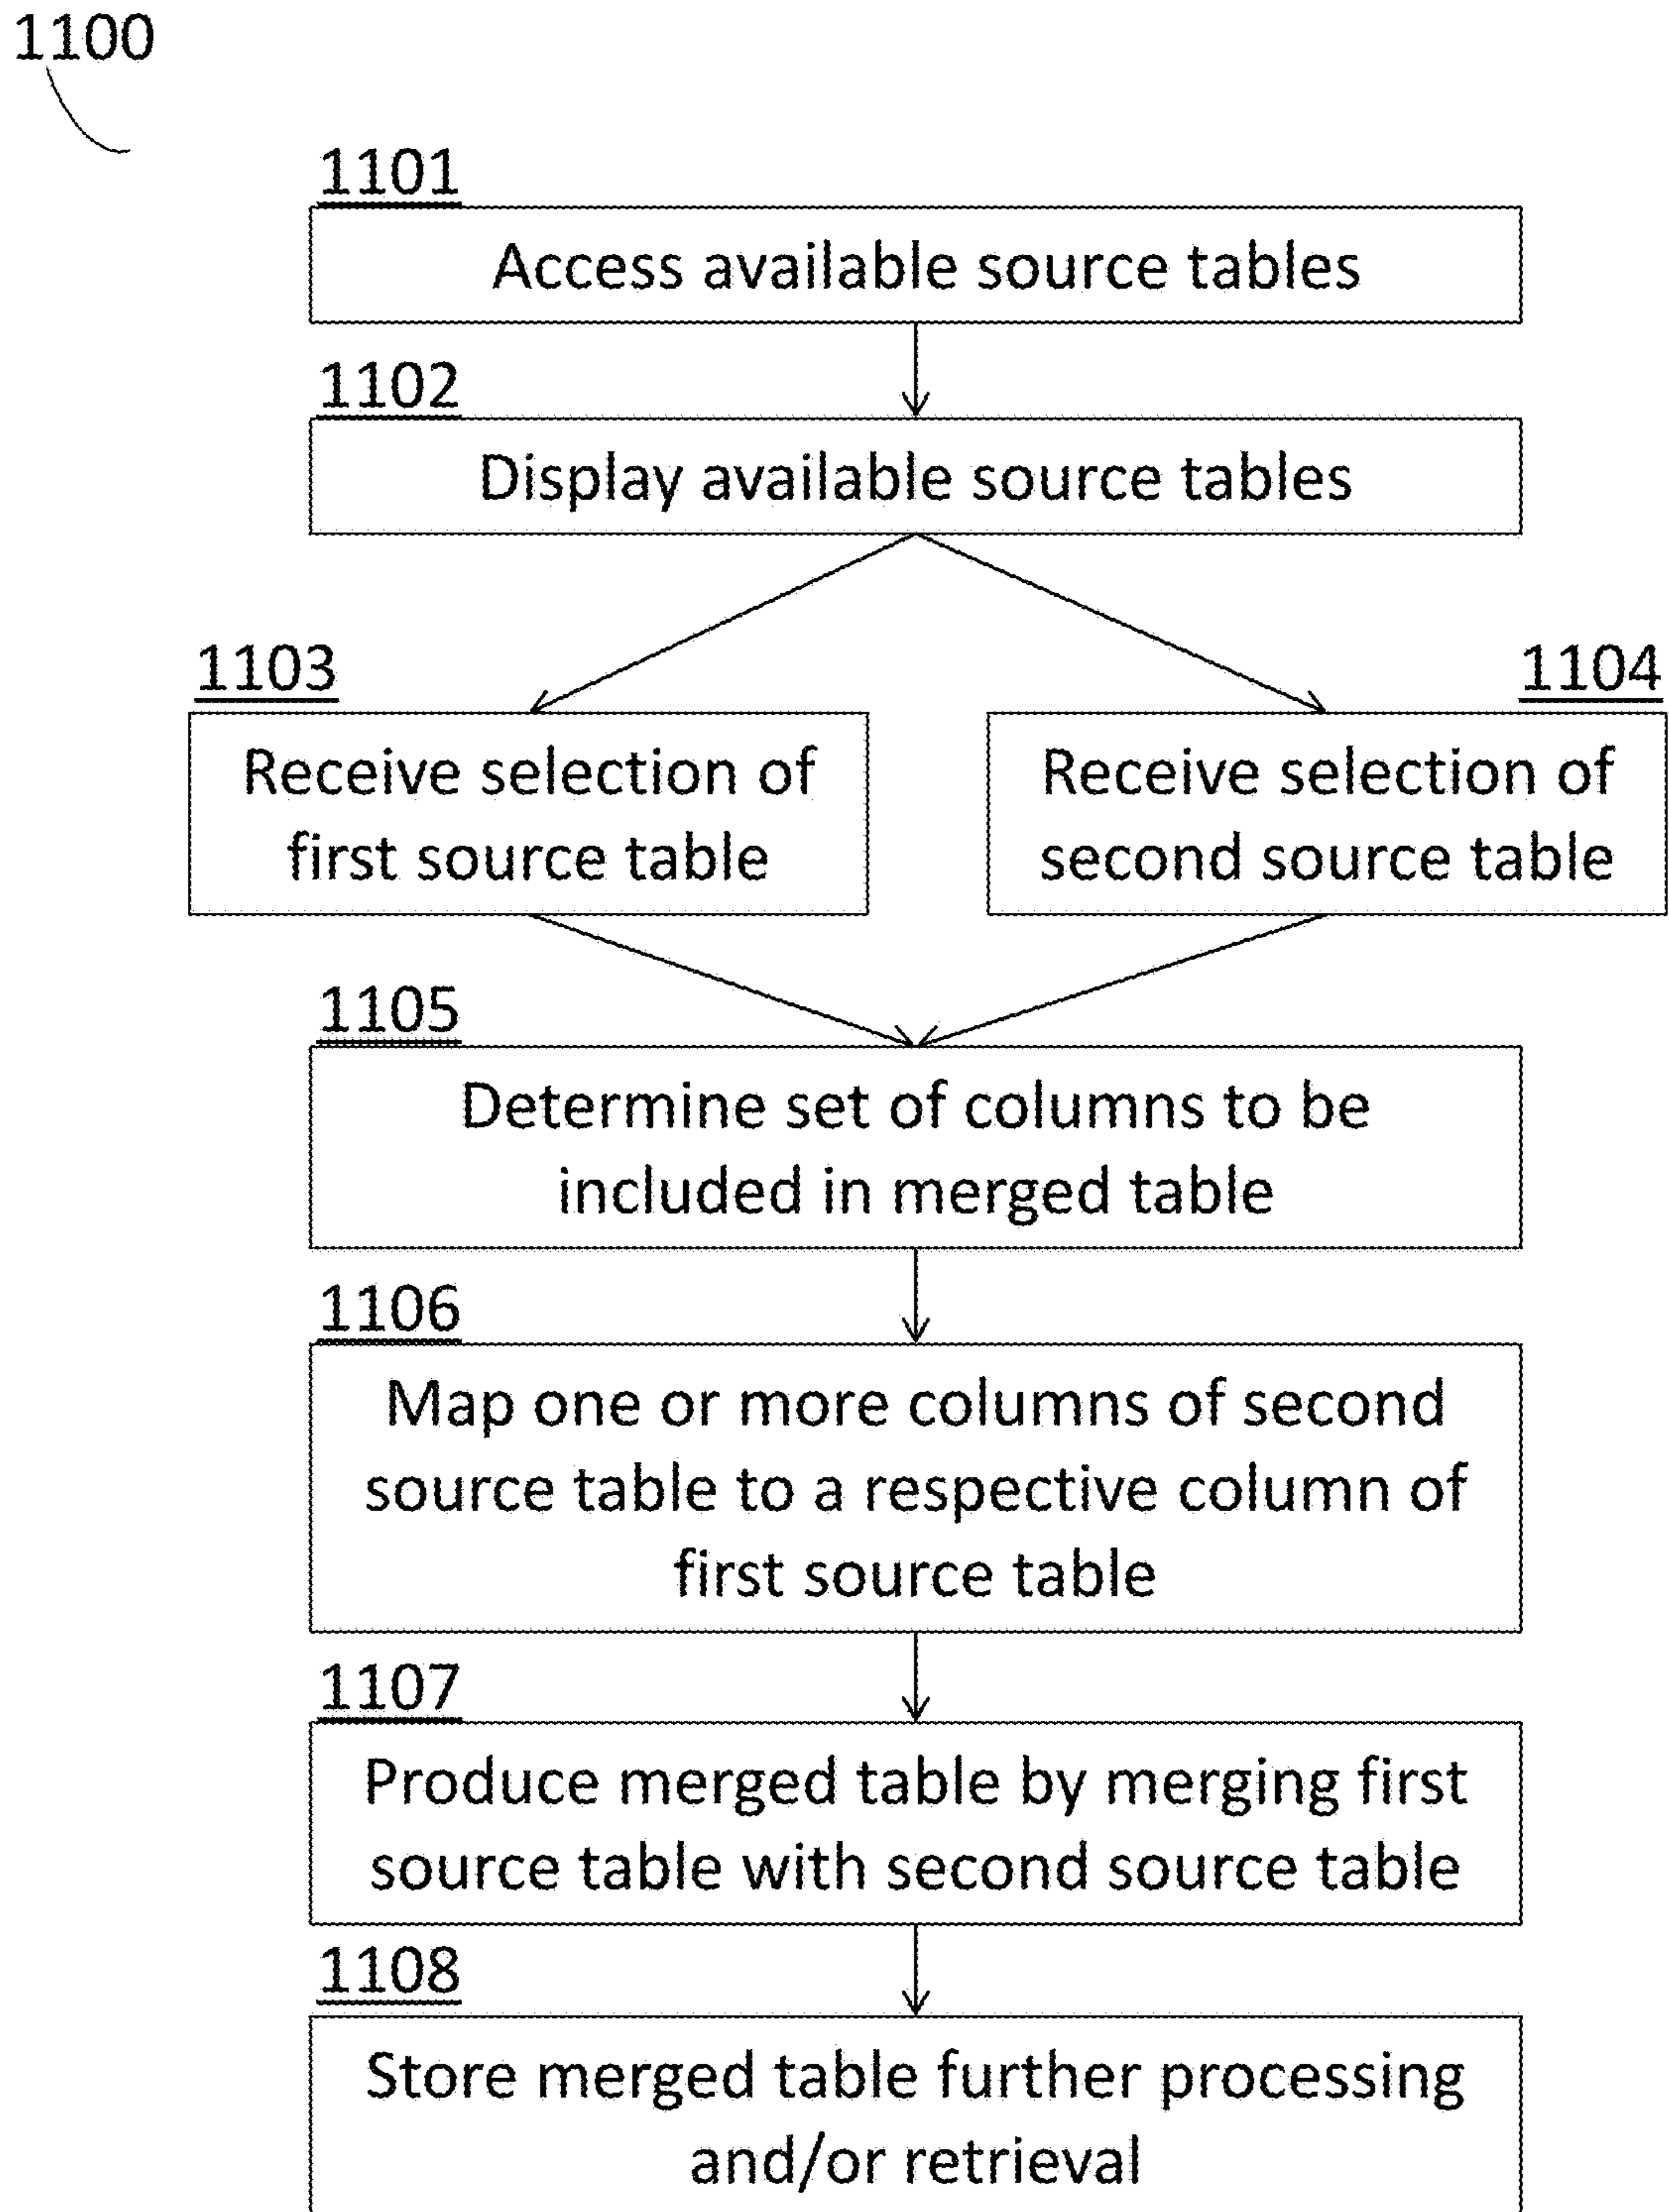 1100
1101
Access available source tables
1102
Display available source tables
1103
Receive selection of
first source table
1104
Receive selection of
second source table
1105
Determine set of columns to be
included in merged table
1106
Map one or more columns of second
source table to a respective column of
first source table
1107
Produce merged table by merging first
source table with second source table
1108
Store merged table further processing
and/or retrieval